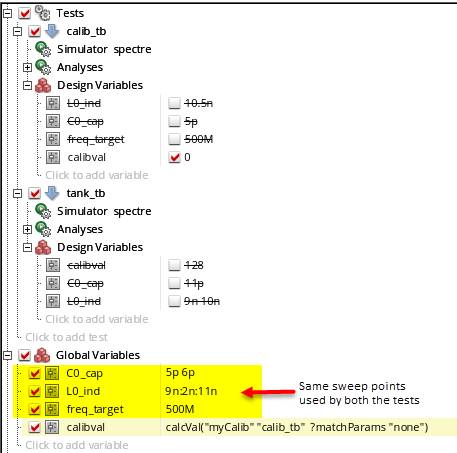 Tests
calib_tb
Simulator spectre
Analyses
Design Variables
L0_ind 10.5n
C0_cap 5p
freq_target 500M
calibval 0
Click to add variable
tank_tb
Simulator spectre
Analyses
Design Variables
calibval 128
C0_cap 11p
L0_ind 9n 10n
Click to add variable
Click to add test
Global Variables
C0_cap 5p 6p
L0_ind 9n:2n:11n
freq_target 500M
calibval calcVal("myCalib" "calib_tb" ?matchParams "none")
Click to add variable
Same sweep points
used by both the tests